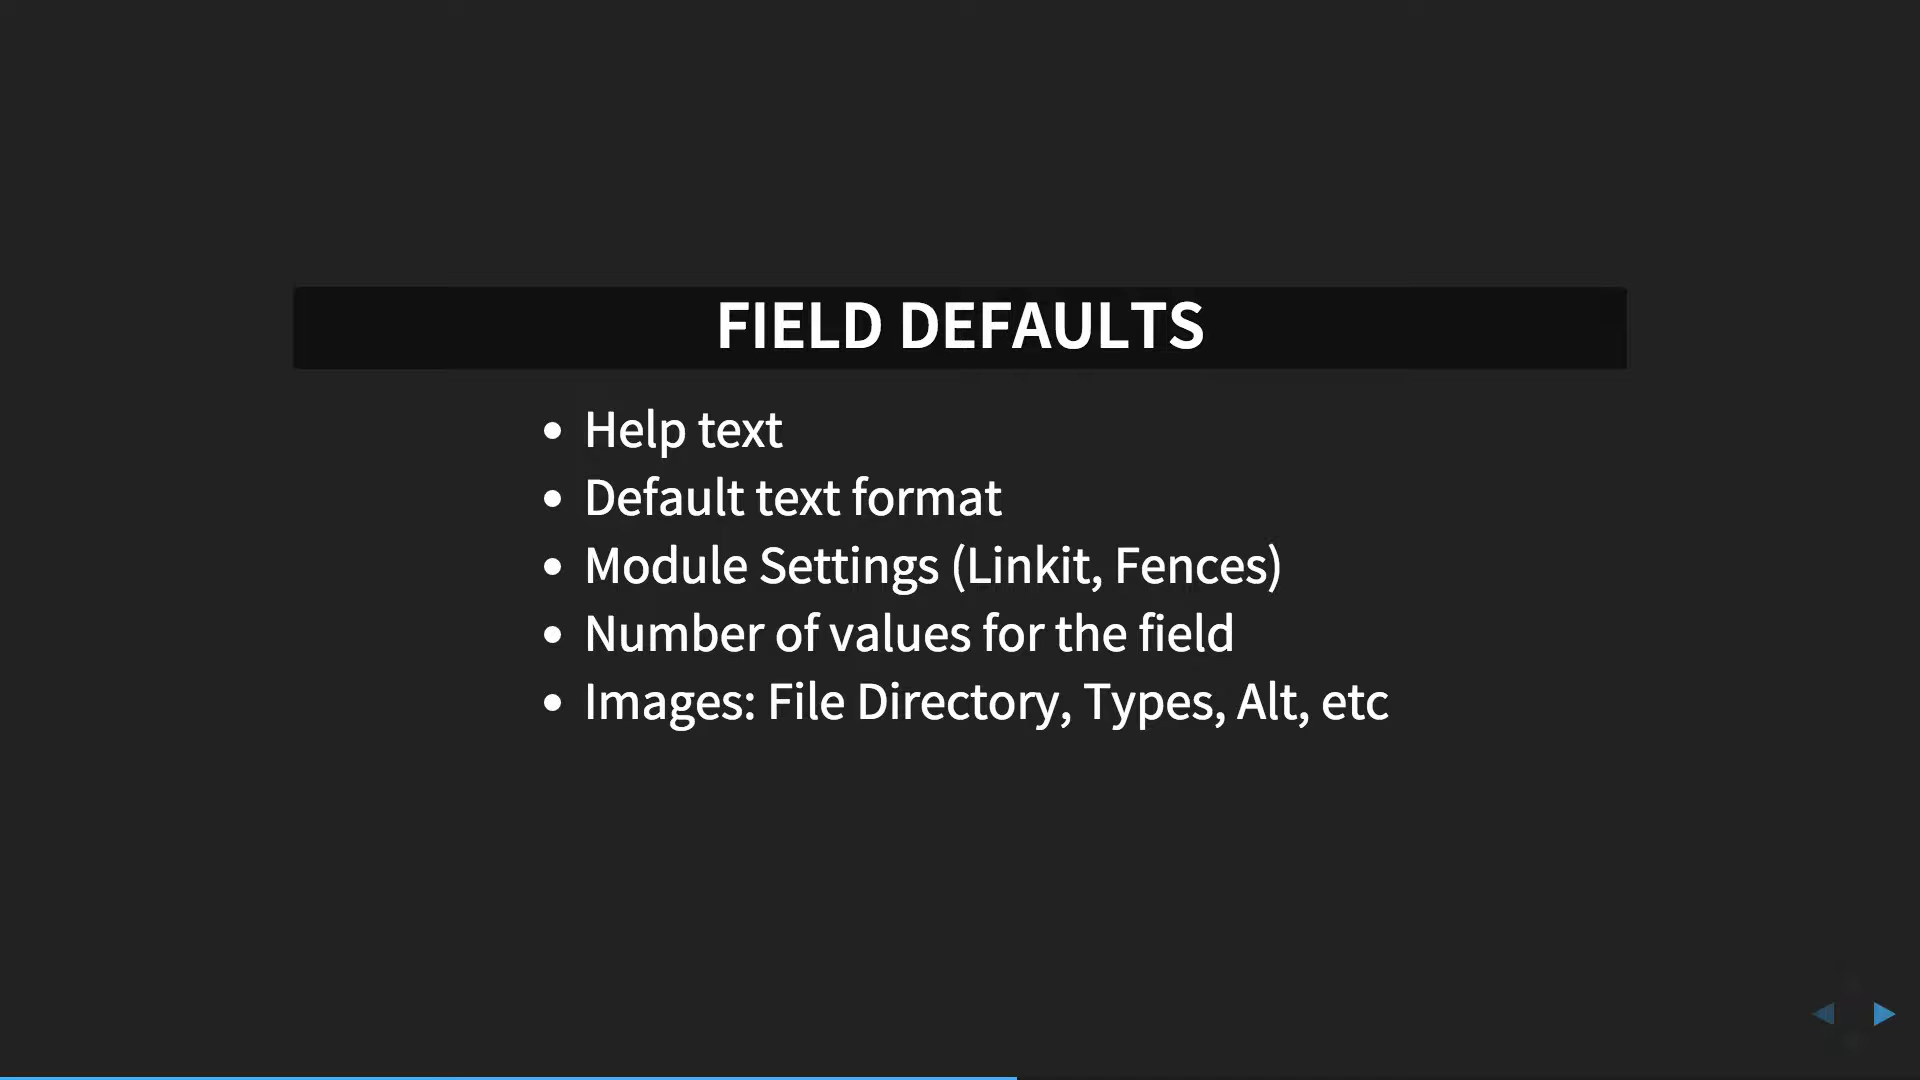 FIELD DEFAULTS
• Help text
• Default text format
• Module Settings (Linkit, Fences)
• Number of values for the field
• Images: File Directory, Types, Alt, etc